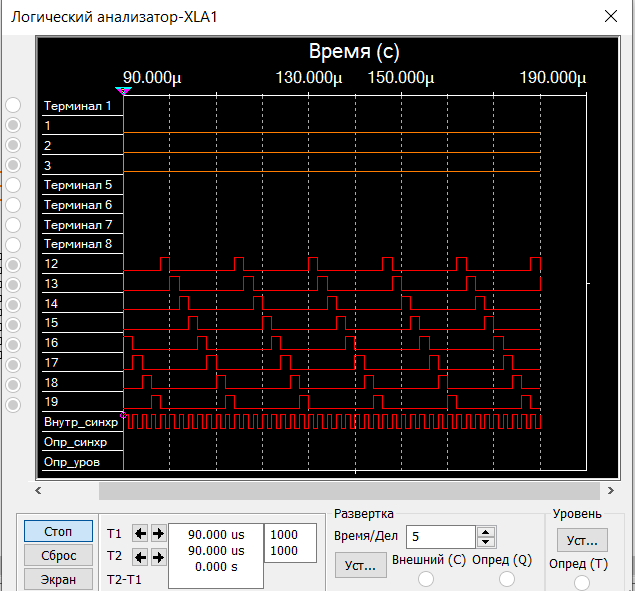 Логический анализатор-XLA1
Время (с)
90.000µ 130.000µ 150.000µ 190.000µ
Терминал 1
1
2
3
Терминал 5
Терминал 6
Терминал 7
Терминал 8
12
13
14
15
16
17
18
19
Внутр_синхр
Опр_синхр
Опр_уров
Стоп
Сброс
Экран
T1
T2
T2-T1
90.000 us
90.000 us
0.000 s
1000
1000
Развертка
Время/Дел 5
Уст...
Внешний (C) Опред (Q)
Уровень
Уст...
Опред (T)